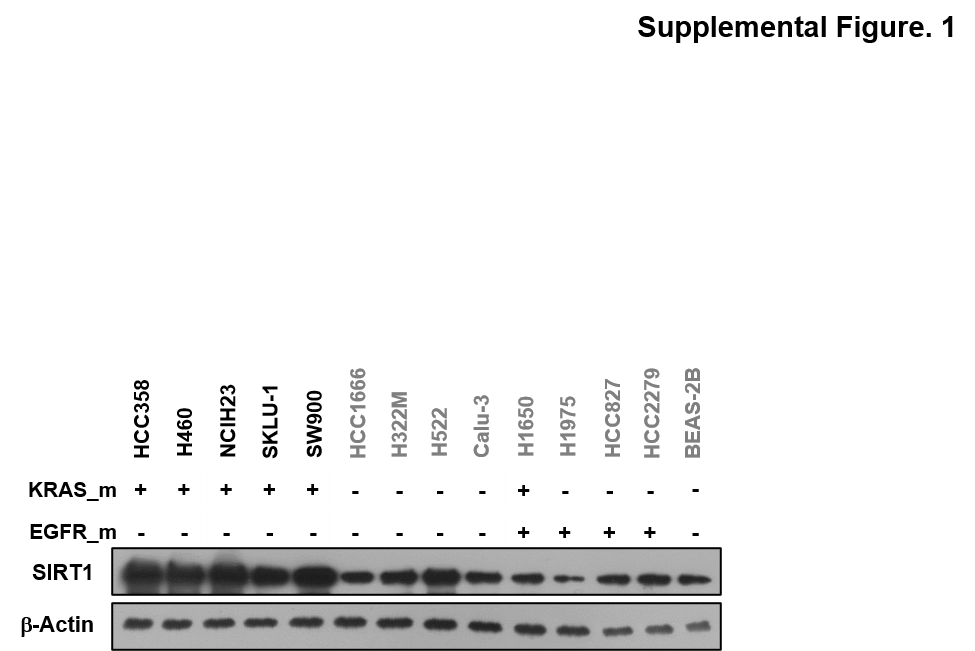 Supplemental Figure. 1
HCC358 H460 NCIH23 SKLU-1 SW900 HCC1666 H322M H522 Calu-3 H1650 H1975 HCC827 HCC2279 BEAS-2B
KRAS_m + + + + + - - - - + - - - -
EGFR_m - - - - - - - - - + + + + -
SIRT1
β-Actin